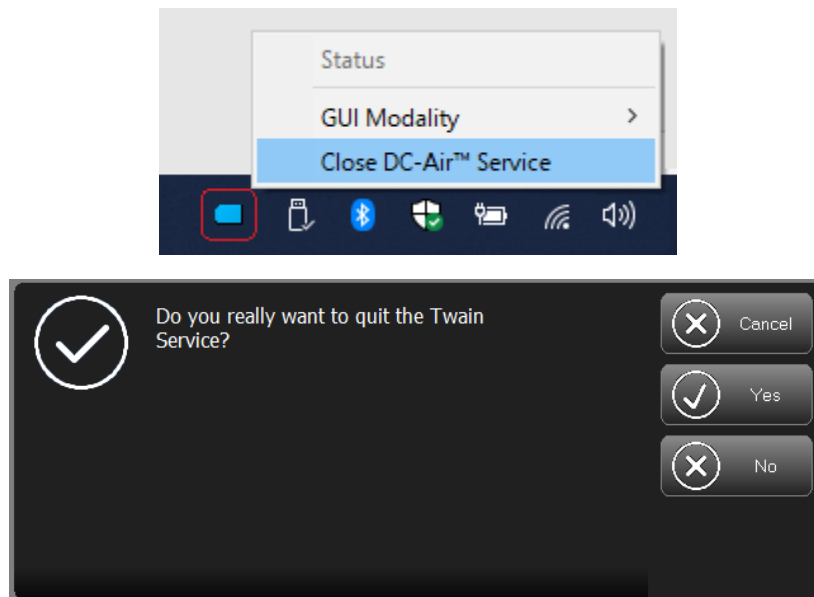 Status
GUI Modality
Close DC-Air™ Service
Do you really want to quit the Twain
Service?
Cancel
Yes
No